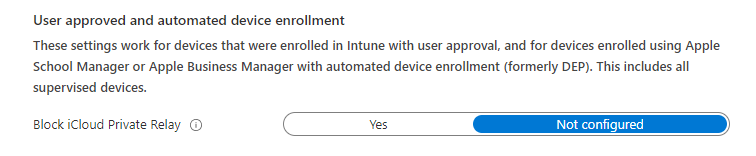 User approved and automated device enrollment
These settings work for devices that were enrolled in Intune with user approval, and for devices enrolled using Apple
School Manager or Apple Business Manager with automated device enrollment (formerly DEP). This includes all
supervised devices.
Block iCloud Private Relay Yes Not configured